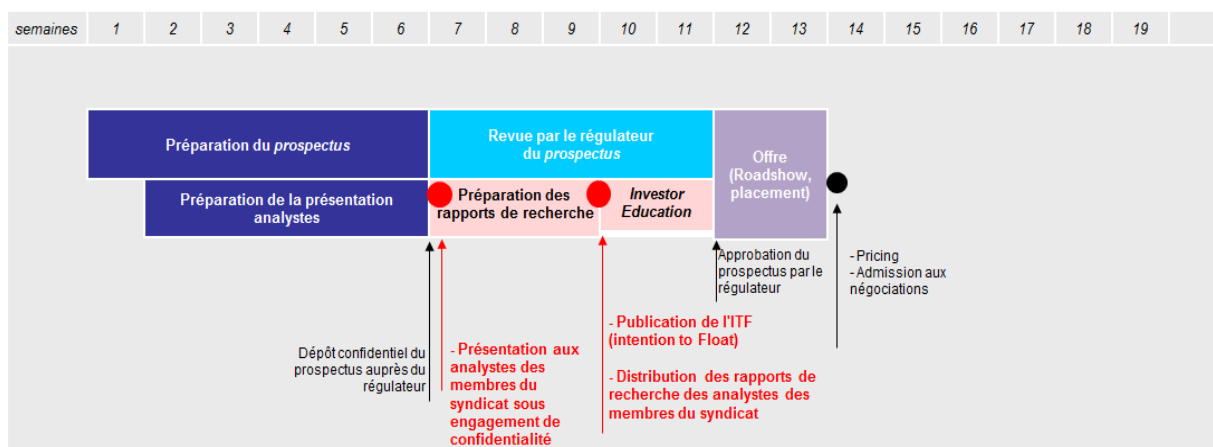 semaines 1 2 3 4 5 6 7 8 9 10 11 12 13 14 15 16 17 18 19
Préparation du prospectus
Revue par le régulateur
du prospectus
Offre
(Roadshow,
placement)
Préparation de la présentation
analystes
Préparation des
rapports de recherche
Investor
Education
Dépôt confidentiel du
prospectus auprès du
régulateur
- Présentation aux
analystes des
membres du
syndicat sous
engagement de
confidentialité
- Publication de l'ITF
(intention to Float)
- Distribution des rapports de
recherche des analystes des
membres du syndicat
Approbation du
prospectus par le
régulateur
- Pricing
- Admission aux
négociations